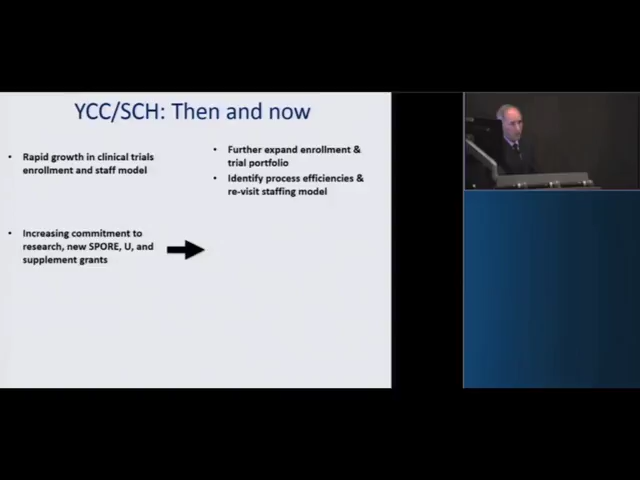 YCC/SCH: Then and now
• Rapid growth in clinical trials
enrollment and staff model
• Further expand enrollment &
trial portfolio
• Identify process efficiencies &
re-visit staffing model
• Increasing commitment to
research, new SPORE, U, and
supplement grants